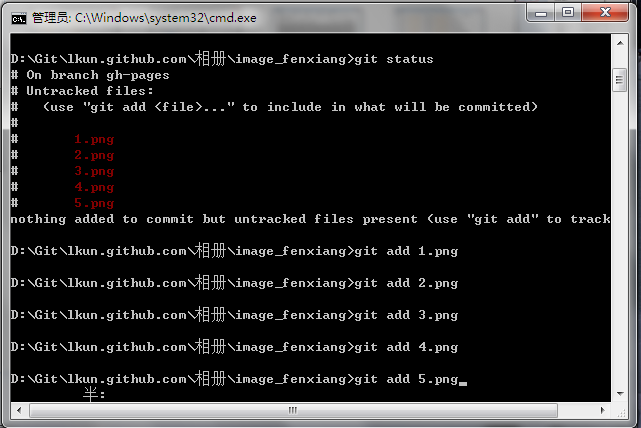 管理员: C:\Windows\system32\cmd.exe
D:\Git\lkun.github.com\相册\image_fenxiang>git status
# On branch gh-pages
# Untracked files:
#   (use "git add <file>..." to include in what will be committed)
#
#       1.png
#       2.png
#       3.png
#       4.png
#       5.png
nothing added to commit but untracked files present (use "git add" to track
D:\Git\lkun.github.com\相册\image_fenxiang>git add 1.png
D:\Git\lkun.github.com\相册\image_fenxiang>git add 2.png
D:\Git\lkun.github.com\相册\image_fenxiang>git add 3.png
D:\Git\lkun.github.com\相册\image_fenxiang>git add 4.png
D:\Git\lkun.github.com\相册\image_fenxiang>git add 5.png
半: